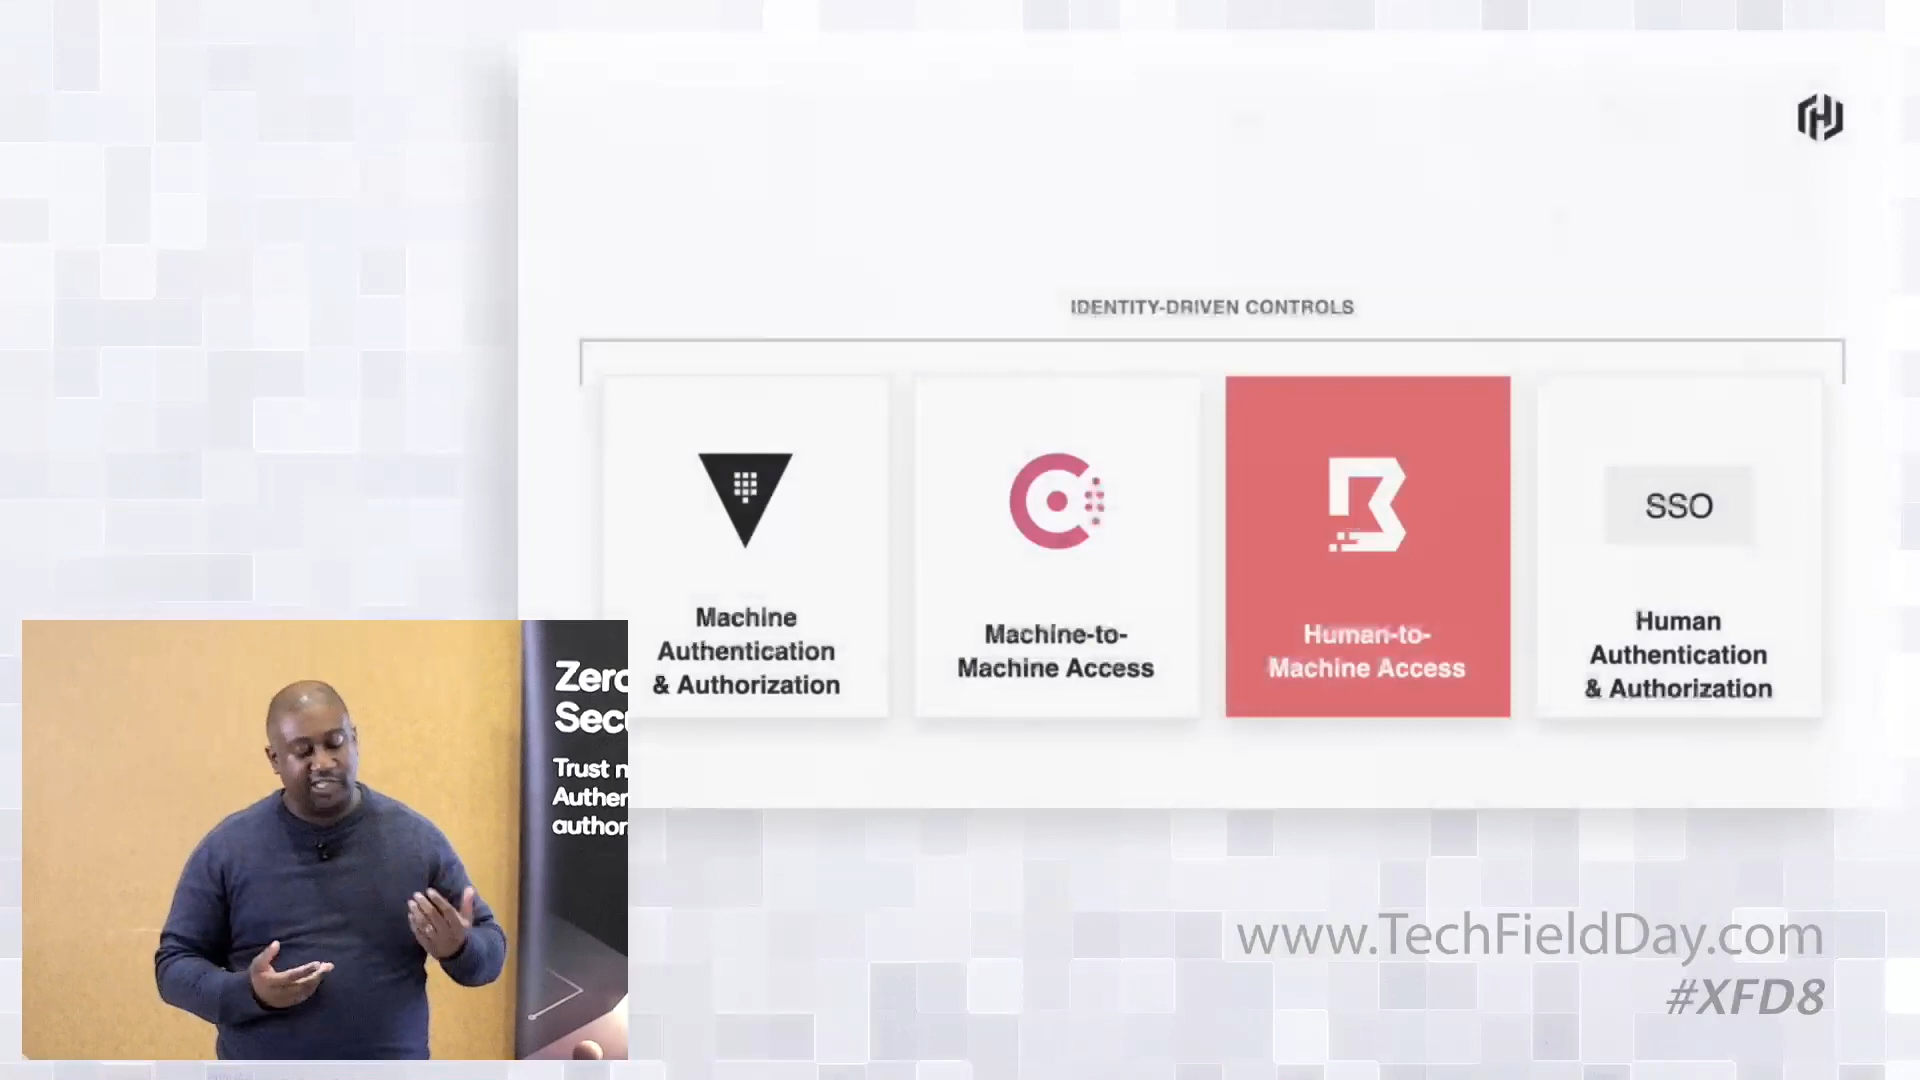 IDENTITY-DRIVEN CONTROLS
Machine
Authentication
& Authorization
Machine-to-
Machine Access
Human-to-
Machine Access
SSO
Human
Authentication
& Authorization
Zero
Secu
Trust n
Authen
author
www.TechFieldDay.com
#XFD8